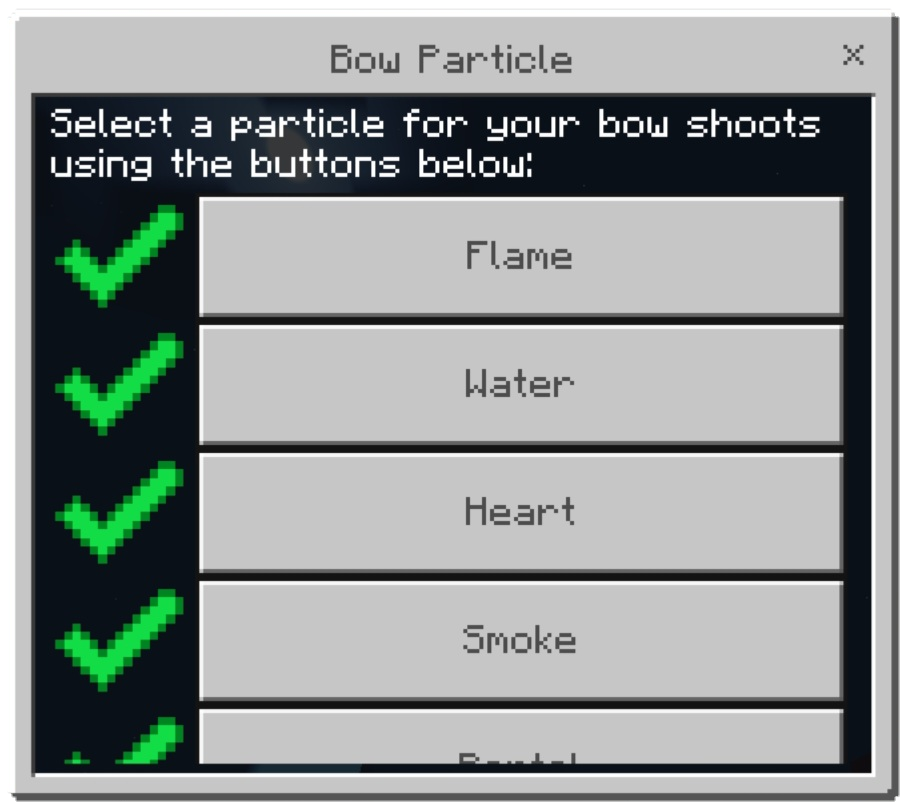 Bow Particle
Select a particle for your bow shoots
using the buttons below:
Flame
Water
Heart
Smoke